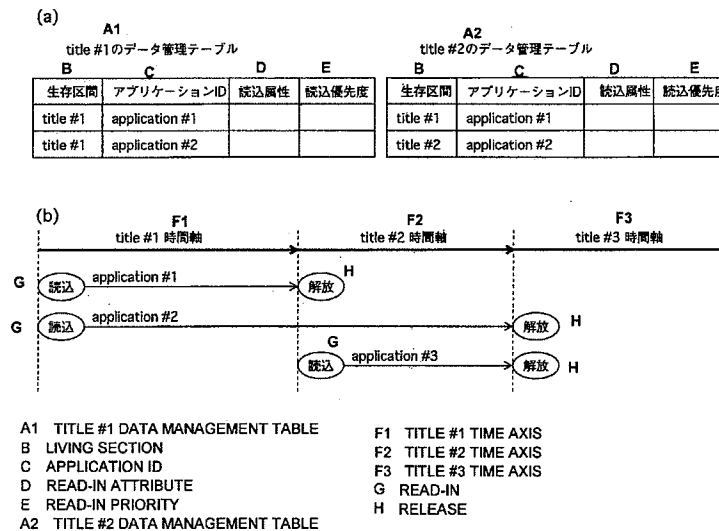 (a)
A1
title #1のデータ管理テーブル
B C D E
生存区間 アプリケーションID 読込属性 読込優先度
title #1 application #1
title #1 application #2
A2
title #2のデータ管理テーブル
B C D E
生存区間 アプリケーションID 読込属性 読込優先度
title #1 application #1
title #2 application #2
(b)
F1 F2 F3
title #1 時間軸 title #2 時間軸 title #3 時間軸
G 読込 application #1 解放 H
G 読込 application #2 解放 H
G
読込 application #3 解放 H
A1 TITLE #1 DATA MANAGEMENT TABLE
B LIVING SECTION
C APPLICATION ID
D READ-IN ATTRIBUTE
E READ-IN PRIORITY
A2 TITLE #2 DATA MANAGEMENT TABLE
F1 TITLE #1 TIME AXIS
F2 TITLE #2 TIME AXIS
F3 TITLE #3 TIME AXIS
G READ-IN
H RELEASE